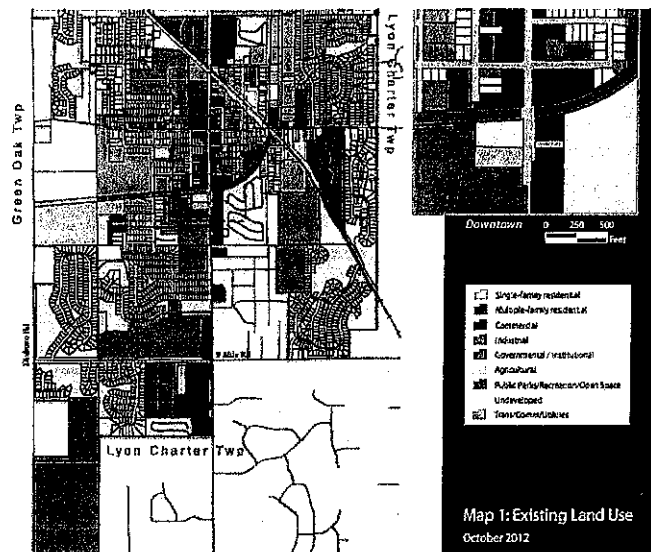 Green Oak Twp
Lyon Charter Twp
Lyon Charter Twp
Downtown
0 250 500
Feet
Single-family residential
Multiple-family residential
Commercial
Industrial
Governmental / Institutional
Agricultural
Public Parks/Recreation/Open Space
Undeveloped
Trans/Comm/Utilities
Map 1: Existing Land Use
October 2012